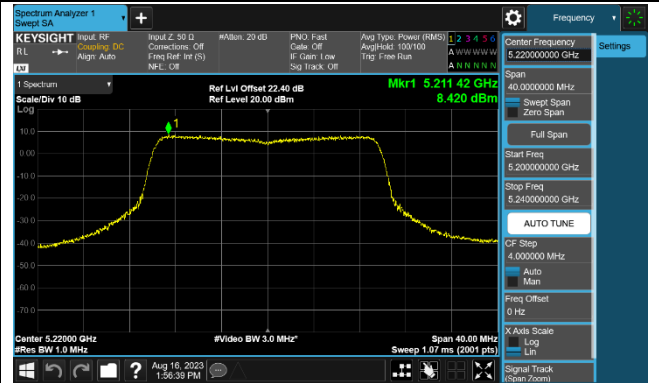 Spectrum Analyzer 1
Swept SA
Frequency
KEYSIGHT
Input: RF
Coupling: DC
Align: Auto
Input Z: 50 Ω
Corrections: Off
Freq Ref: Int (S)
NFE: Off
#Atten: 20 dB
PNO: Fast
Gate: Off
IF Gain: Low
Sig Track: Off
Avg Type: Power (RMS)
Avg|Hold: 100/100
Trig: Free Run
1 2 3 4 5 6
A W W W W W
A N N N N N
RL
LXI
1 Spectrum
Scale/Div 10 dB
Log
Ref Lvl Offset 22.40 dB
Ref Level 20.00 dBm
Mkr1 5.211 42 GHz
8.420 dBm
1
10.0
0.00
-10.0
-20.0
-30.0
-40.0
-50.0
-60.0
-70.0
Center 5.22000 GHz
#Res BW 1.0 MHz
#Video BW 3.0 MHz*
Span 40.00 MHz
Sweep 1.07 ms (2001 pts)
Aug 16, 2023
1:56:39 PM
Center Frequency
5.220000000 GHz
Span
40.0000000 MHz
Swept Span
Zero Span
Full Span
Start Freq
5.200000000 GHz
Stop Freq
5.240000000 GHz
AUTO TUNE
CF Step
4.000000 MHz
Auto
Man
Freq Offset
0 Hz
X Axis Scale
Log
Lin
Signal Track
(Span Zoom)
Settings